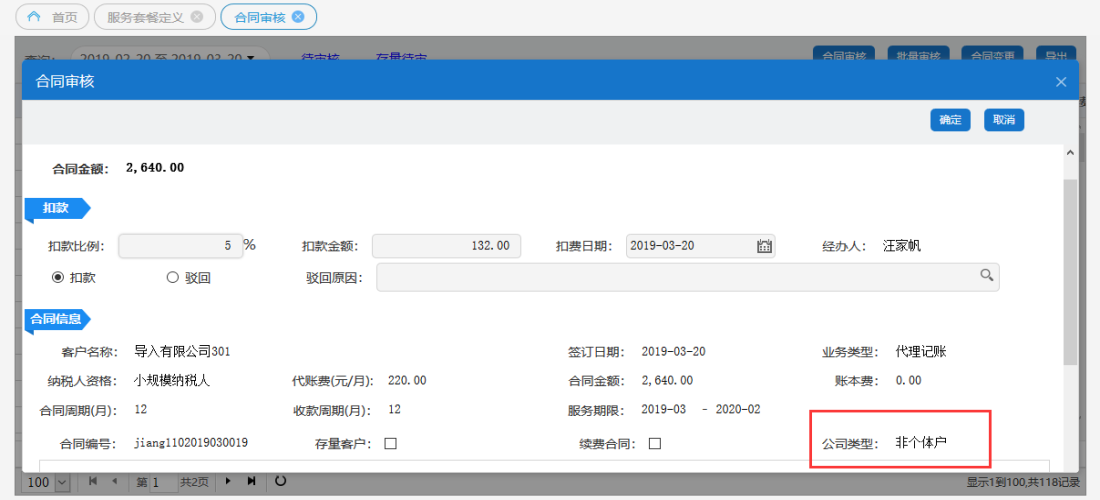 首页 服务套餐定义 合同审核
查询: 2019-02-20 至 2019-03-20 待审核 存量待审 合同审核 批量审核 合同变更 导出
合同审核
确定 取消
合同金额: 2,640.00
扣款
扣款比例: 5 % 扣款金额: 132.00 扣费日期: 2019-03-20 经办人: 汪家帆
扣款 驳回 驳回原因:
合同信息
客户名称: 导入有限公司301 签订日期: 2019-03-20 业务类型: 代理记账
纳税人资格: 小规模纳税人 代账费(元/月): 220.00 合同金额: 2,640.00 账本费: 0.00
合同周期(月): 12 收款周期(月): 12 服务期限: 2019-03 - 2020-02
合同编号: jiang1102019030019 存量客户: 续费合同: 公司类型: 非个体户
100 第 1 共2页 显示1到100,共118记录